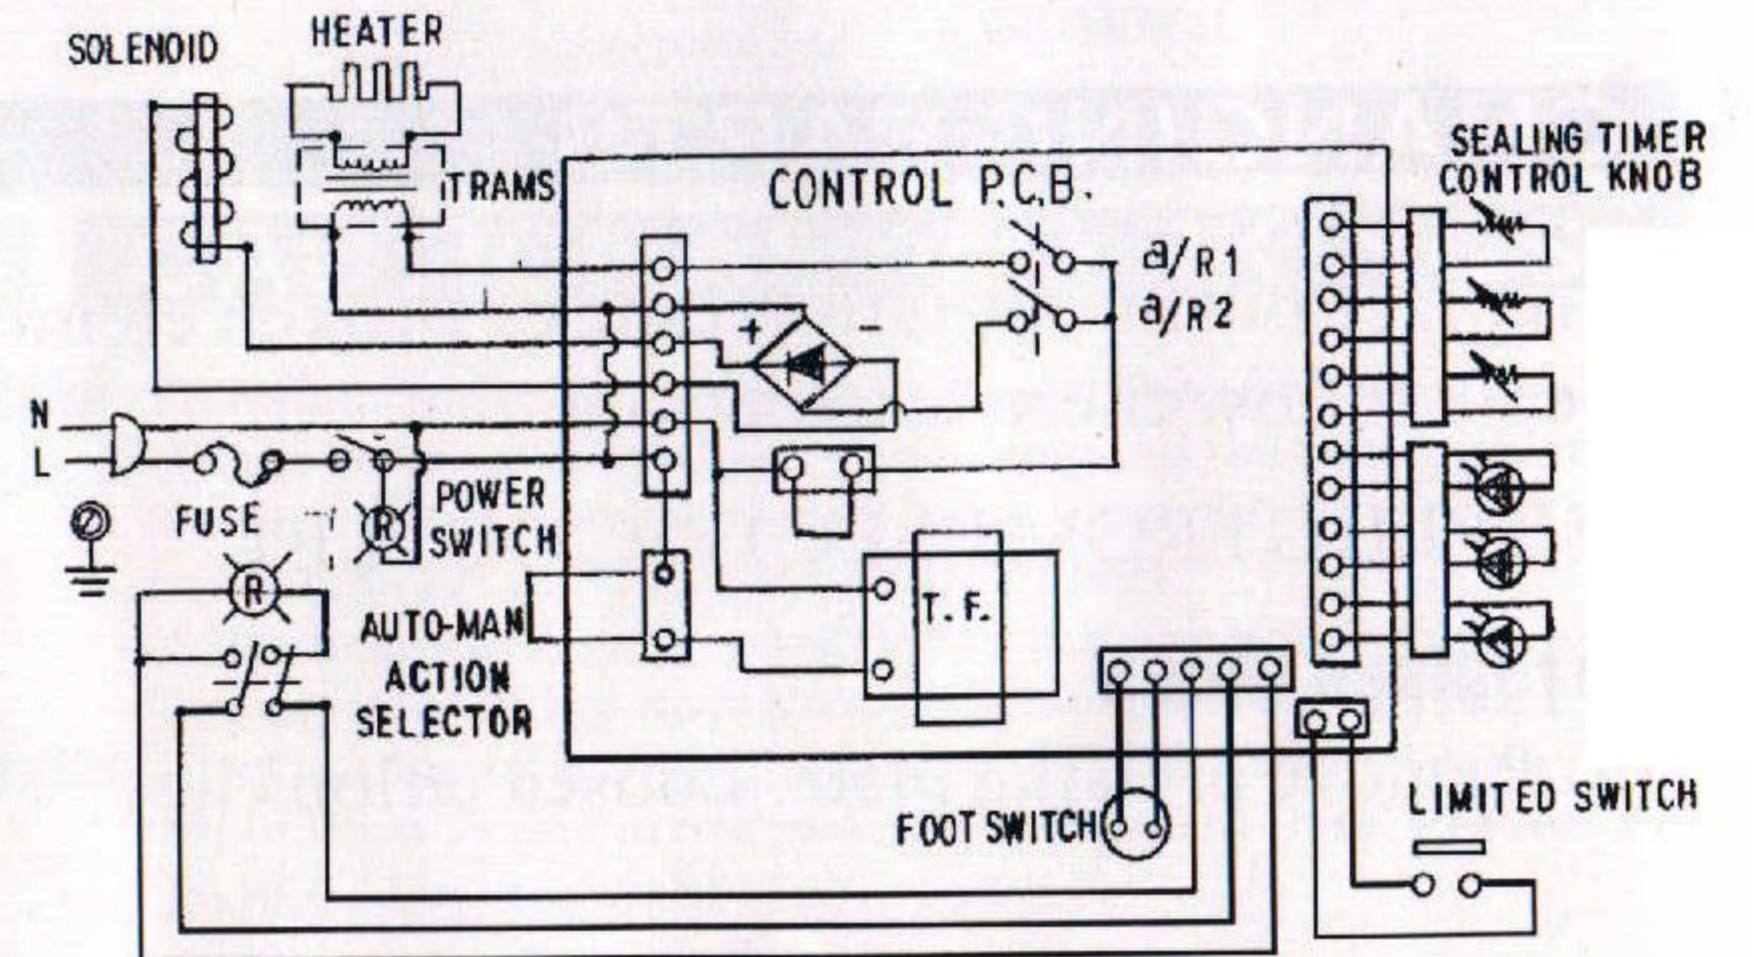 HEATER
SOLENOID
SEALING TIMER
CONTROL KNOB
TRAMS
CONTROL P.C.B.
a/R1
a/R2
+
-
N
L
POWER
SWITCH
FUSE
R
R
T. F.
AUTO-MAN
ACTION
SELECTOR
LIMITED SWITCH
FOOT SWITCH